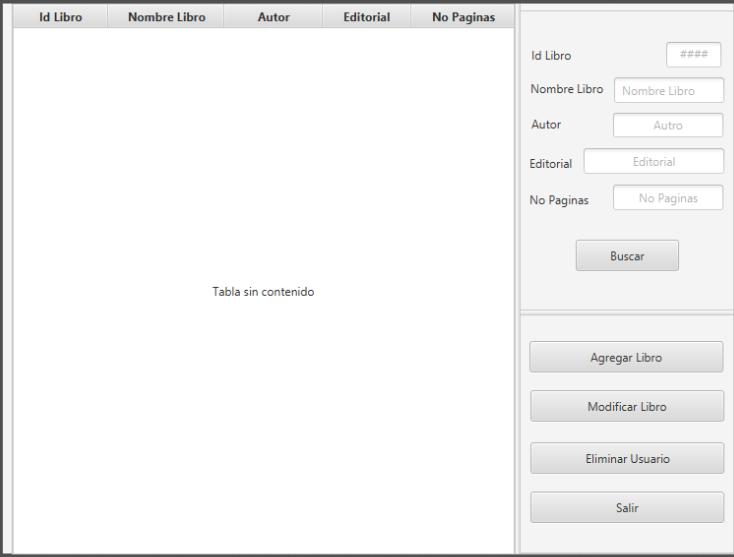 Id Libro Nombre Libro Autor Editorial No Paginas
Tabla sin contenido
Id Libro ####
Nombre Libro Nombre Libro
Autor Autro
Editorial Editorial
No Paginas No Paginas
Buscar
Agregar Libro
Modificar Libro
Eliminar Usuario
Salir